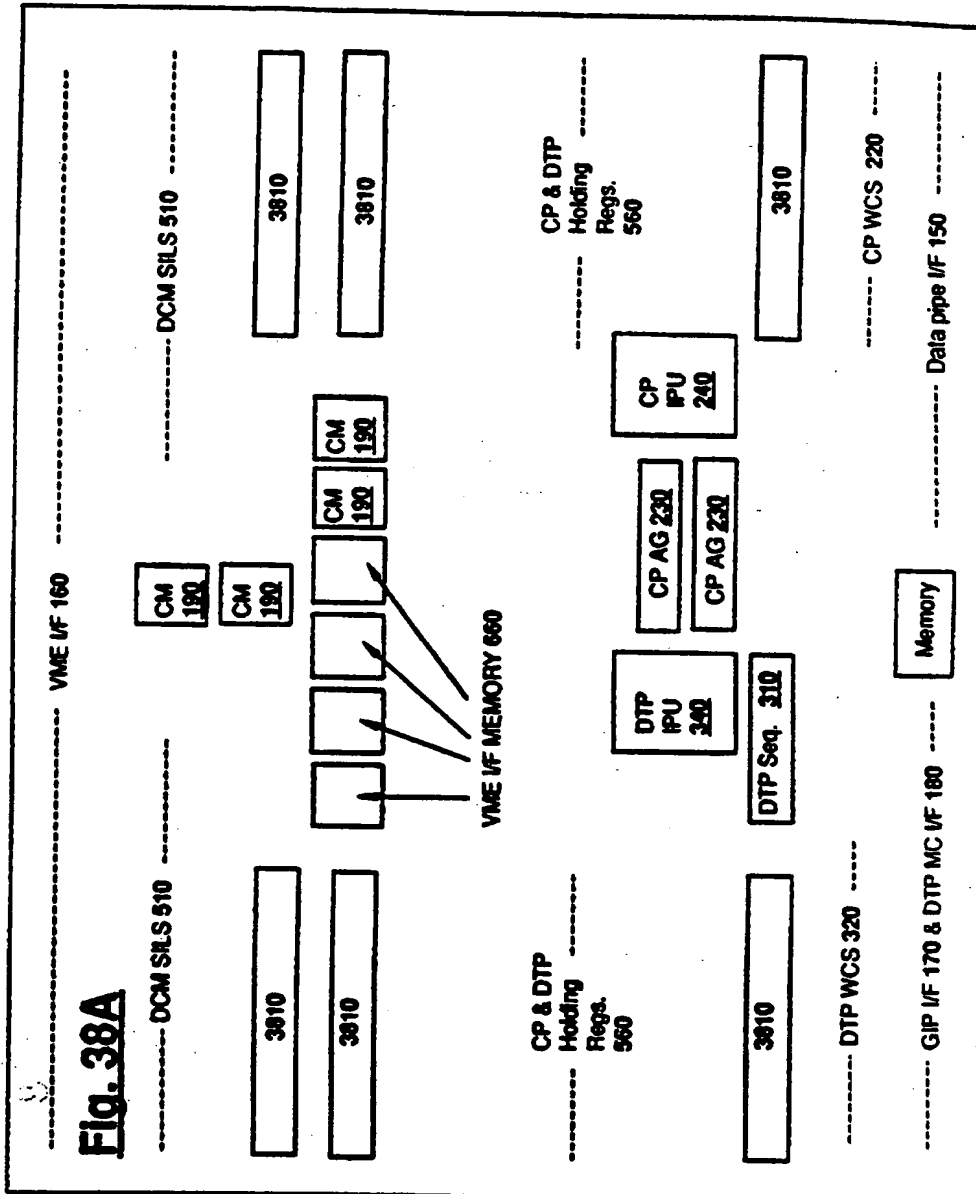 Fig. 38A
---------- VME I/F 160 ----------
---------- DCM SILS 510 ----------
---------- DCM SILS 510 ----------
CM
190
CM
190
3810
3810
3810
3810
CM
190
CM
190
VME I/F MEMORY 660
CP & DTP
---------- Holding ----------
Regs.
560
CP & DTP
---------- Holding ----------
Regs.
560
DTP
IPU
340
CP AG 230
CP AG 230
CP
IPU
240
3810
DTP Seq. 310
3810
------ DTP WCS 320 ------
------ CP WCS 220 ------
-------- GIP I/F 170 & DTP MC I/F 180 ------
Memory
---------- Data pipe I/F 150 ----------